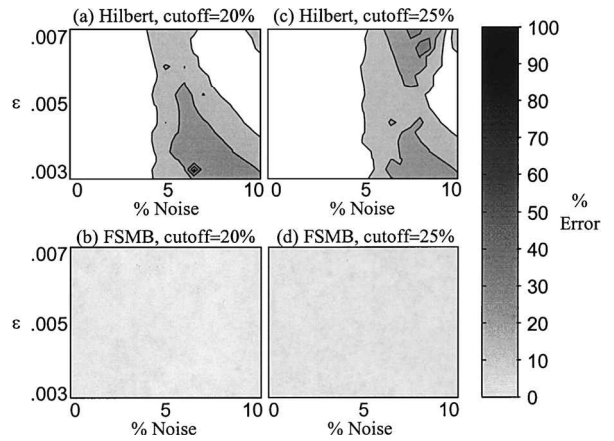 (a) Hilbert, cutoff=20%
(c) Hilbert, cutoff=25%
.007
ε .005
.003
0 5 10
% Noise
0 5 10
% Noise
(b) FSMB, cutoff=20%
(d) FSMB, cutoff=25%
.007
ε .005
.003
0 5 10
% Noise
0 5 10
% Noise
100
90
80
70
60
50
40
30
20
10
0
%
Error